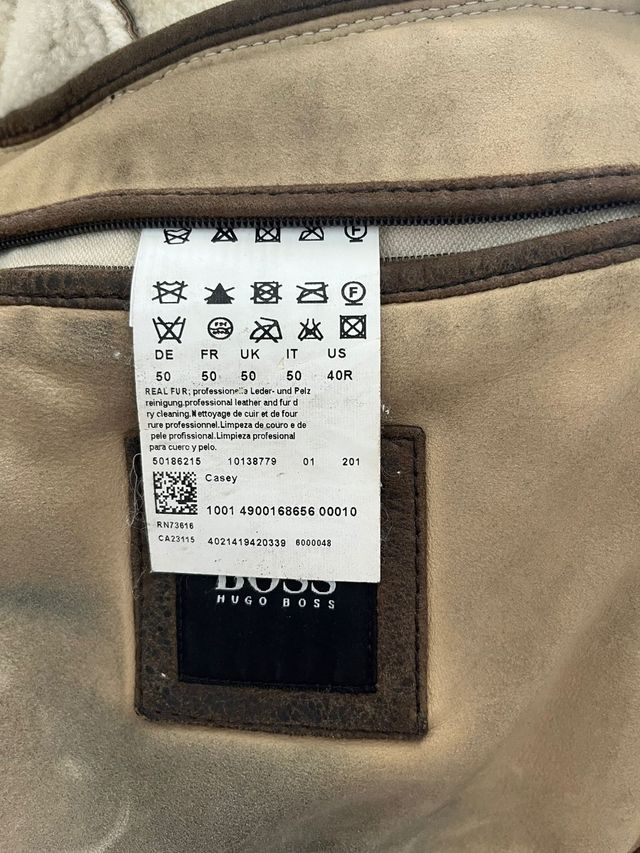 DE FR UK IT US
50 50 50 50 40R
REAL FUR; professionelle Leder- und Pelz
reinigung.professional leather and fur d
ry cleaning.Nettoyage de cuir et de four
rure professionnel.Limpeza de couro e de
pele profissional.Limpieza profesional
para cuero y pelo.
50186215 10138779 01 201
Casey
1001 4900168656 00010
RN73616
CA23115 4021419420339 6000048
BOSS
HUGO BOSS